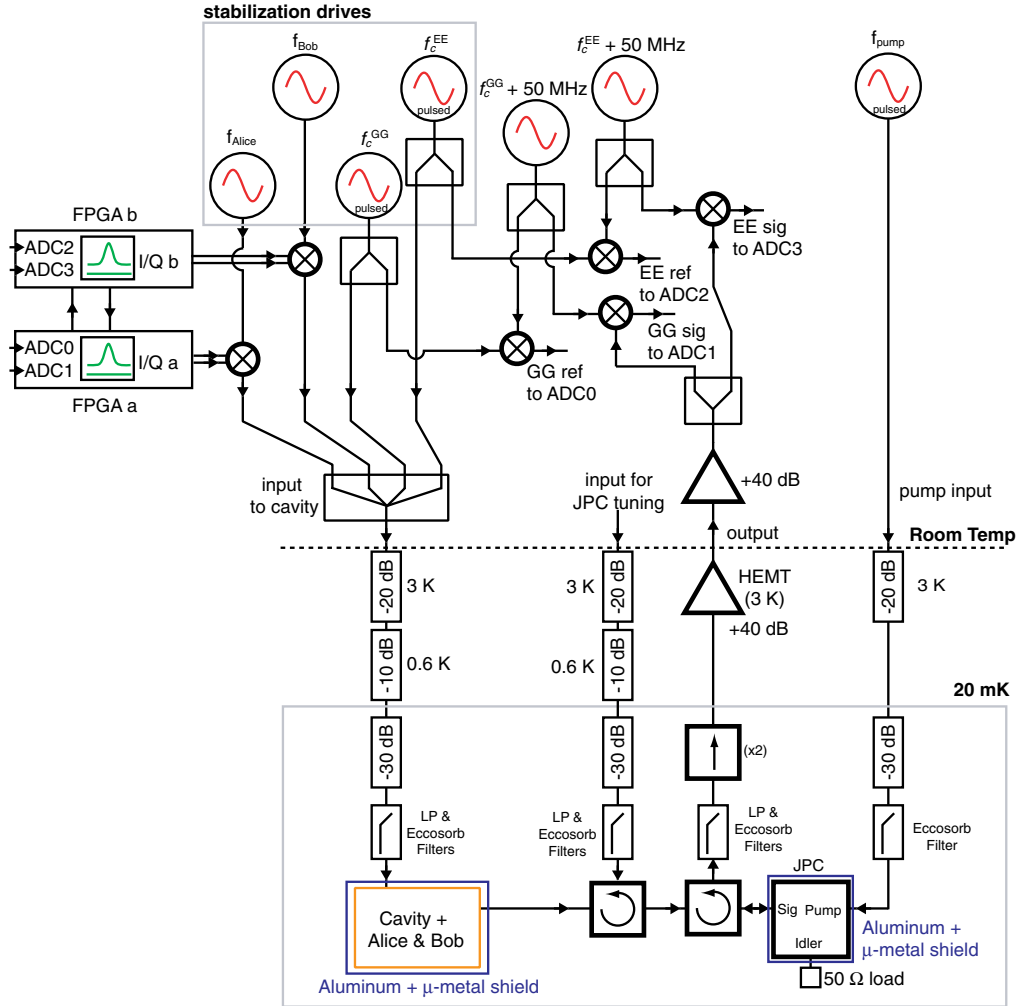 stabilization drives
f_Bob
f_c^EE
f_c^EE + 50 MHz
f_pump
f_c^GG + 50 MHz
pulsed
pulsed
f_Alice
f_c^GG
pulsed
FPGA b
ADC2
ADC3
I/Q b
EE sig
to ADC3
EE ref
to ADC2
ADC0
ADC1
I/Q a
GG sig
to ADC1
FPGA a
GG ref
to ADC0
input
to cavity
input for
JPC tuning
+40 dB
pump input
output
Room Temp
-20 dB
3 K
3 K
-20 dB
HEMT
(3 K)
+40 dB
-20 dB
3 K
-10 dB
0.6 K
0.6 K
-10 dB
20 mK
-30 dB
-30 dB
(x2)
-30 dB
LP &
Eccosorb
Filters
LP &
Eccosorb
Filters
LP &
Eccosorb
Filters
Eccosorb
Filter
JPC
Cavity +
Alice & Bob
Sig Pump
Idler
Aluminum +
μ-metal shield
Aluminum + μ-metal shield
50 Ω load